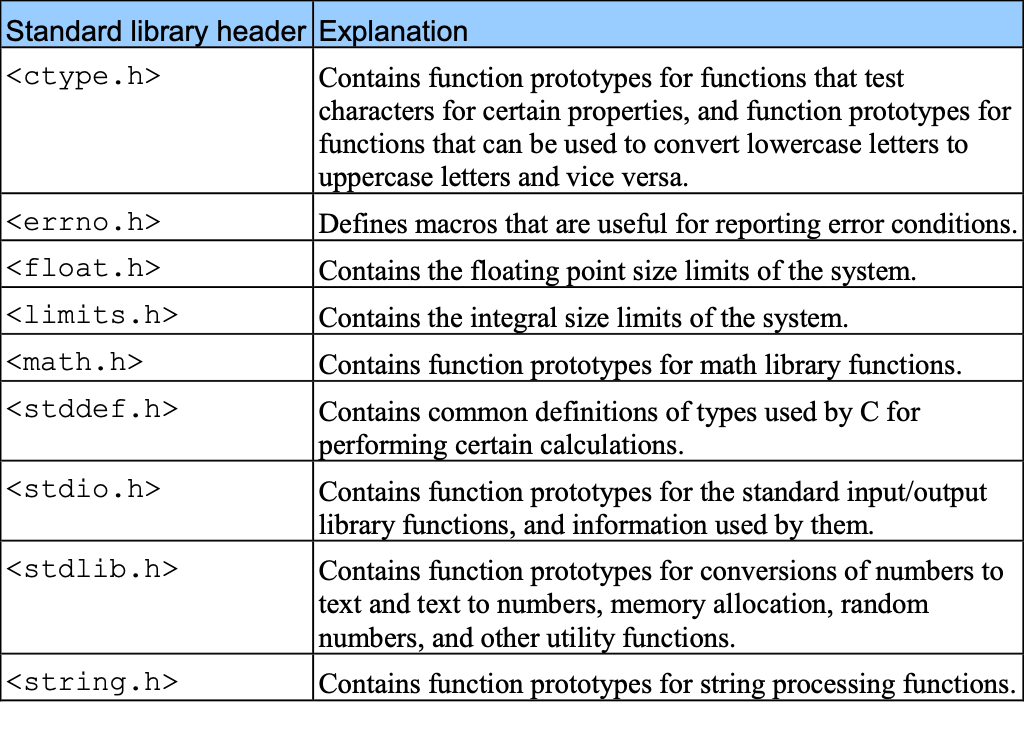 Standard library header Explanation
<ctype.h> Contains function prototypes for functions that test
characters for certain properties, and function prototypes for
functions that can be used to convert lowercase letters to
uppercase letters and vice versa.
<errno.h> Defines macros that are useful for reporting error conditions.
<float.h> Contains the floating point size limits of the system.
<limits.h> Contains the integral size limits of the system.
<math.h> Contains function prototypes for math library functions.
<stddef.h> Contains common definitions of types used by C for
performing certain calculations.
<stdio.h> Contains function prototypes for the standard input/output
library functions, and information used by them.
<stdlib.h> Contains function prototypes for conversions of numbers to
text and text to numbers, memory allocation, random
numbers, and other utility functions.
<string.h> Contains function prototypes for string processing functions.